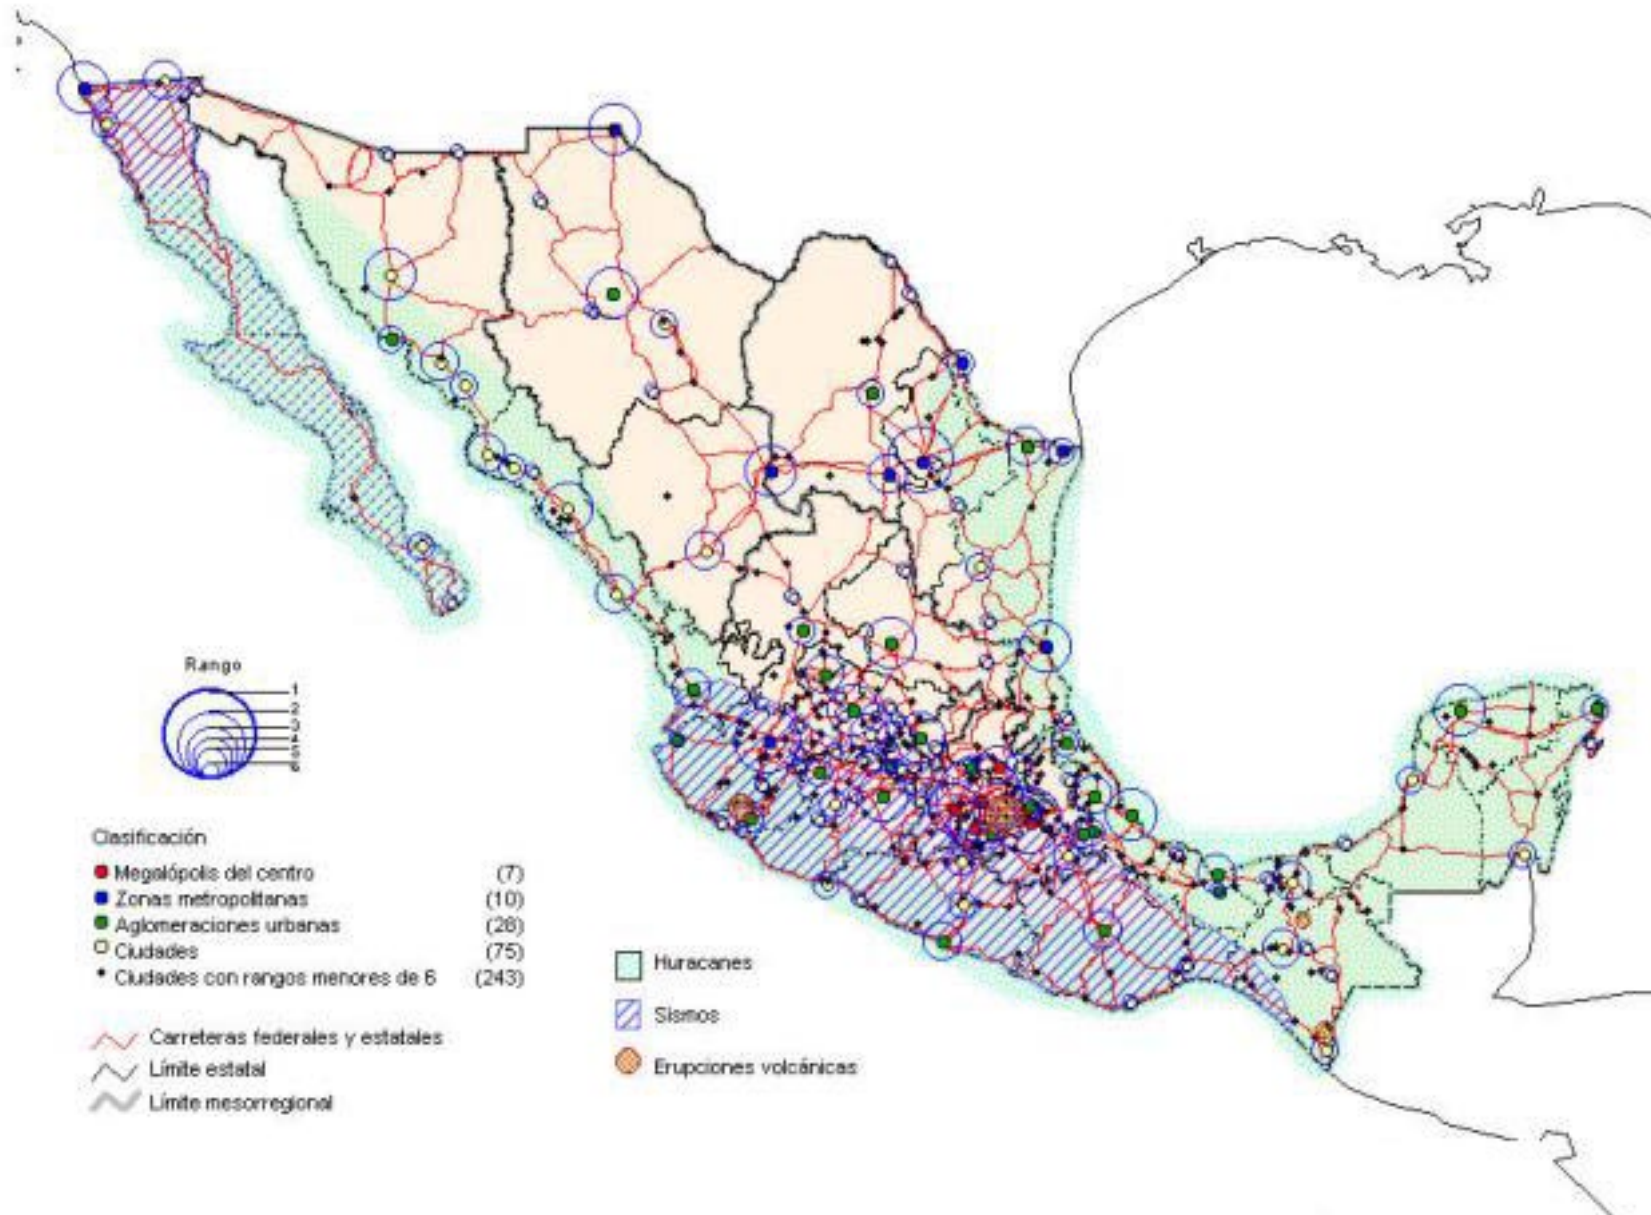 Rango
1
2
3
4
5
6
Clasificación
Megalópolis del centro (7)
Zonas metropolitanas (10)
Aglomeraciones urbanas (28)
Ciudades (75)
Ciudades con rangos menores de 6 (243)
Carreteras federales y estatales
Límite estatal
Límite mesorregional
Huracanes
Sismos
Erupciones volcánicas